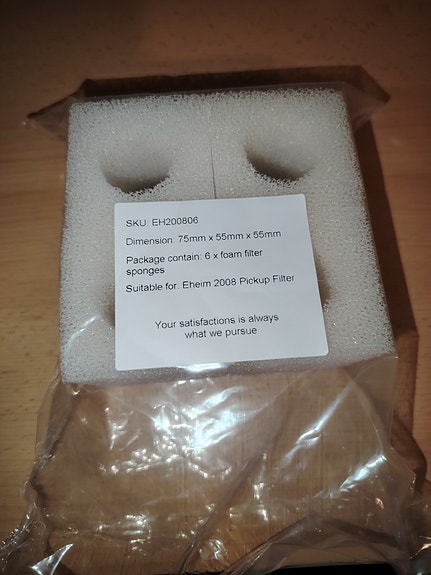 SKU: EH200806
Dimension: 75mm x 55mm x 55mm
Package contain: 6 x foam filter
sponges
Suitable for: Eheim 2008 Pickup Filter
Your satisfactions is always
what we pursue